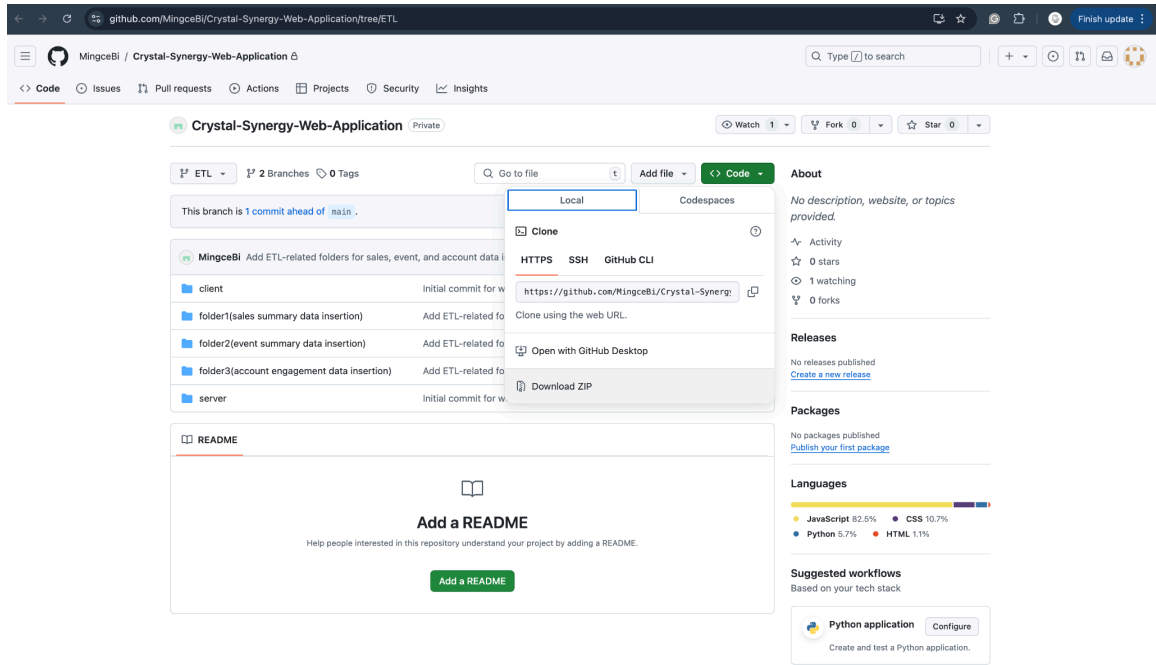 github.com/MingceBi/Crystal-Synergy-Web-Application/tree/ETL
Finish update
MingceBi / Crystal-Synergy-Web-Application
Type / to search
Code Issues Pull requests Actions Projects Security Insights
Crystal-Synergy-Web-Application Private
Watch 1 Fork 0 Star 0
ETL 2 Branches 0 Tags Go to file t Add file Code
This branch is 1 commit ahead of main .
Local Codespaces
Clone
HTTPS SSH GitHub CLI
https://github.com/MingceBi/Crystal-Synergy
Clone using the web URL.
Open with GitHub Desktop
Download ZIP
MingceBi Add ETL-related folders for sales, event, and account data i
client Initial commit for w
folder1(sales summary data insertion) Add ETL-related fo
folder2(event summary data insertion) Add ETL-related fo
folder3(account engagement data insertion) Add ETL-related fo
server Initial commit for w
README
Add a README
Help people interested in this repository understand your project by adding a README.
Add a README
About
No description, website, or topics
provided.
Activity
0 stars
1 watching
0 forks
Releases
No releases published
Create a new release
Packages
No packages published
Publish your first package
Languages
JavaScript 82.5% CSS 10.7%
Python 5.7% HTML 1.1%
Suggested workflows
Based on your tech stack
Python application Configure
Create and test a Python application.